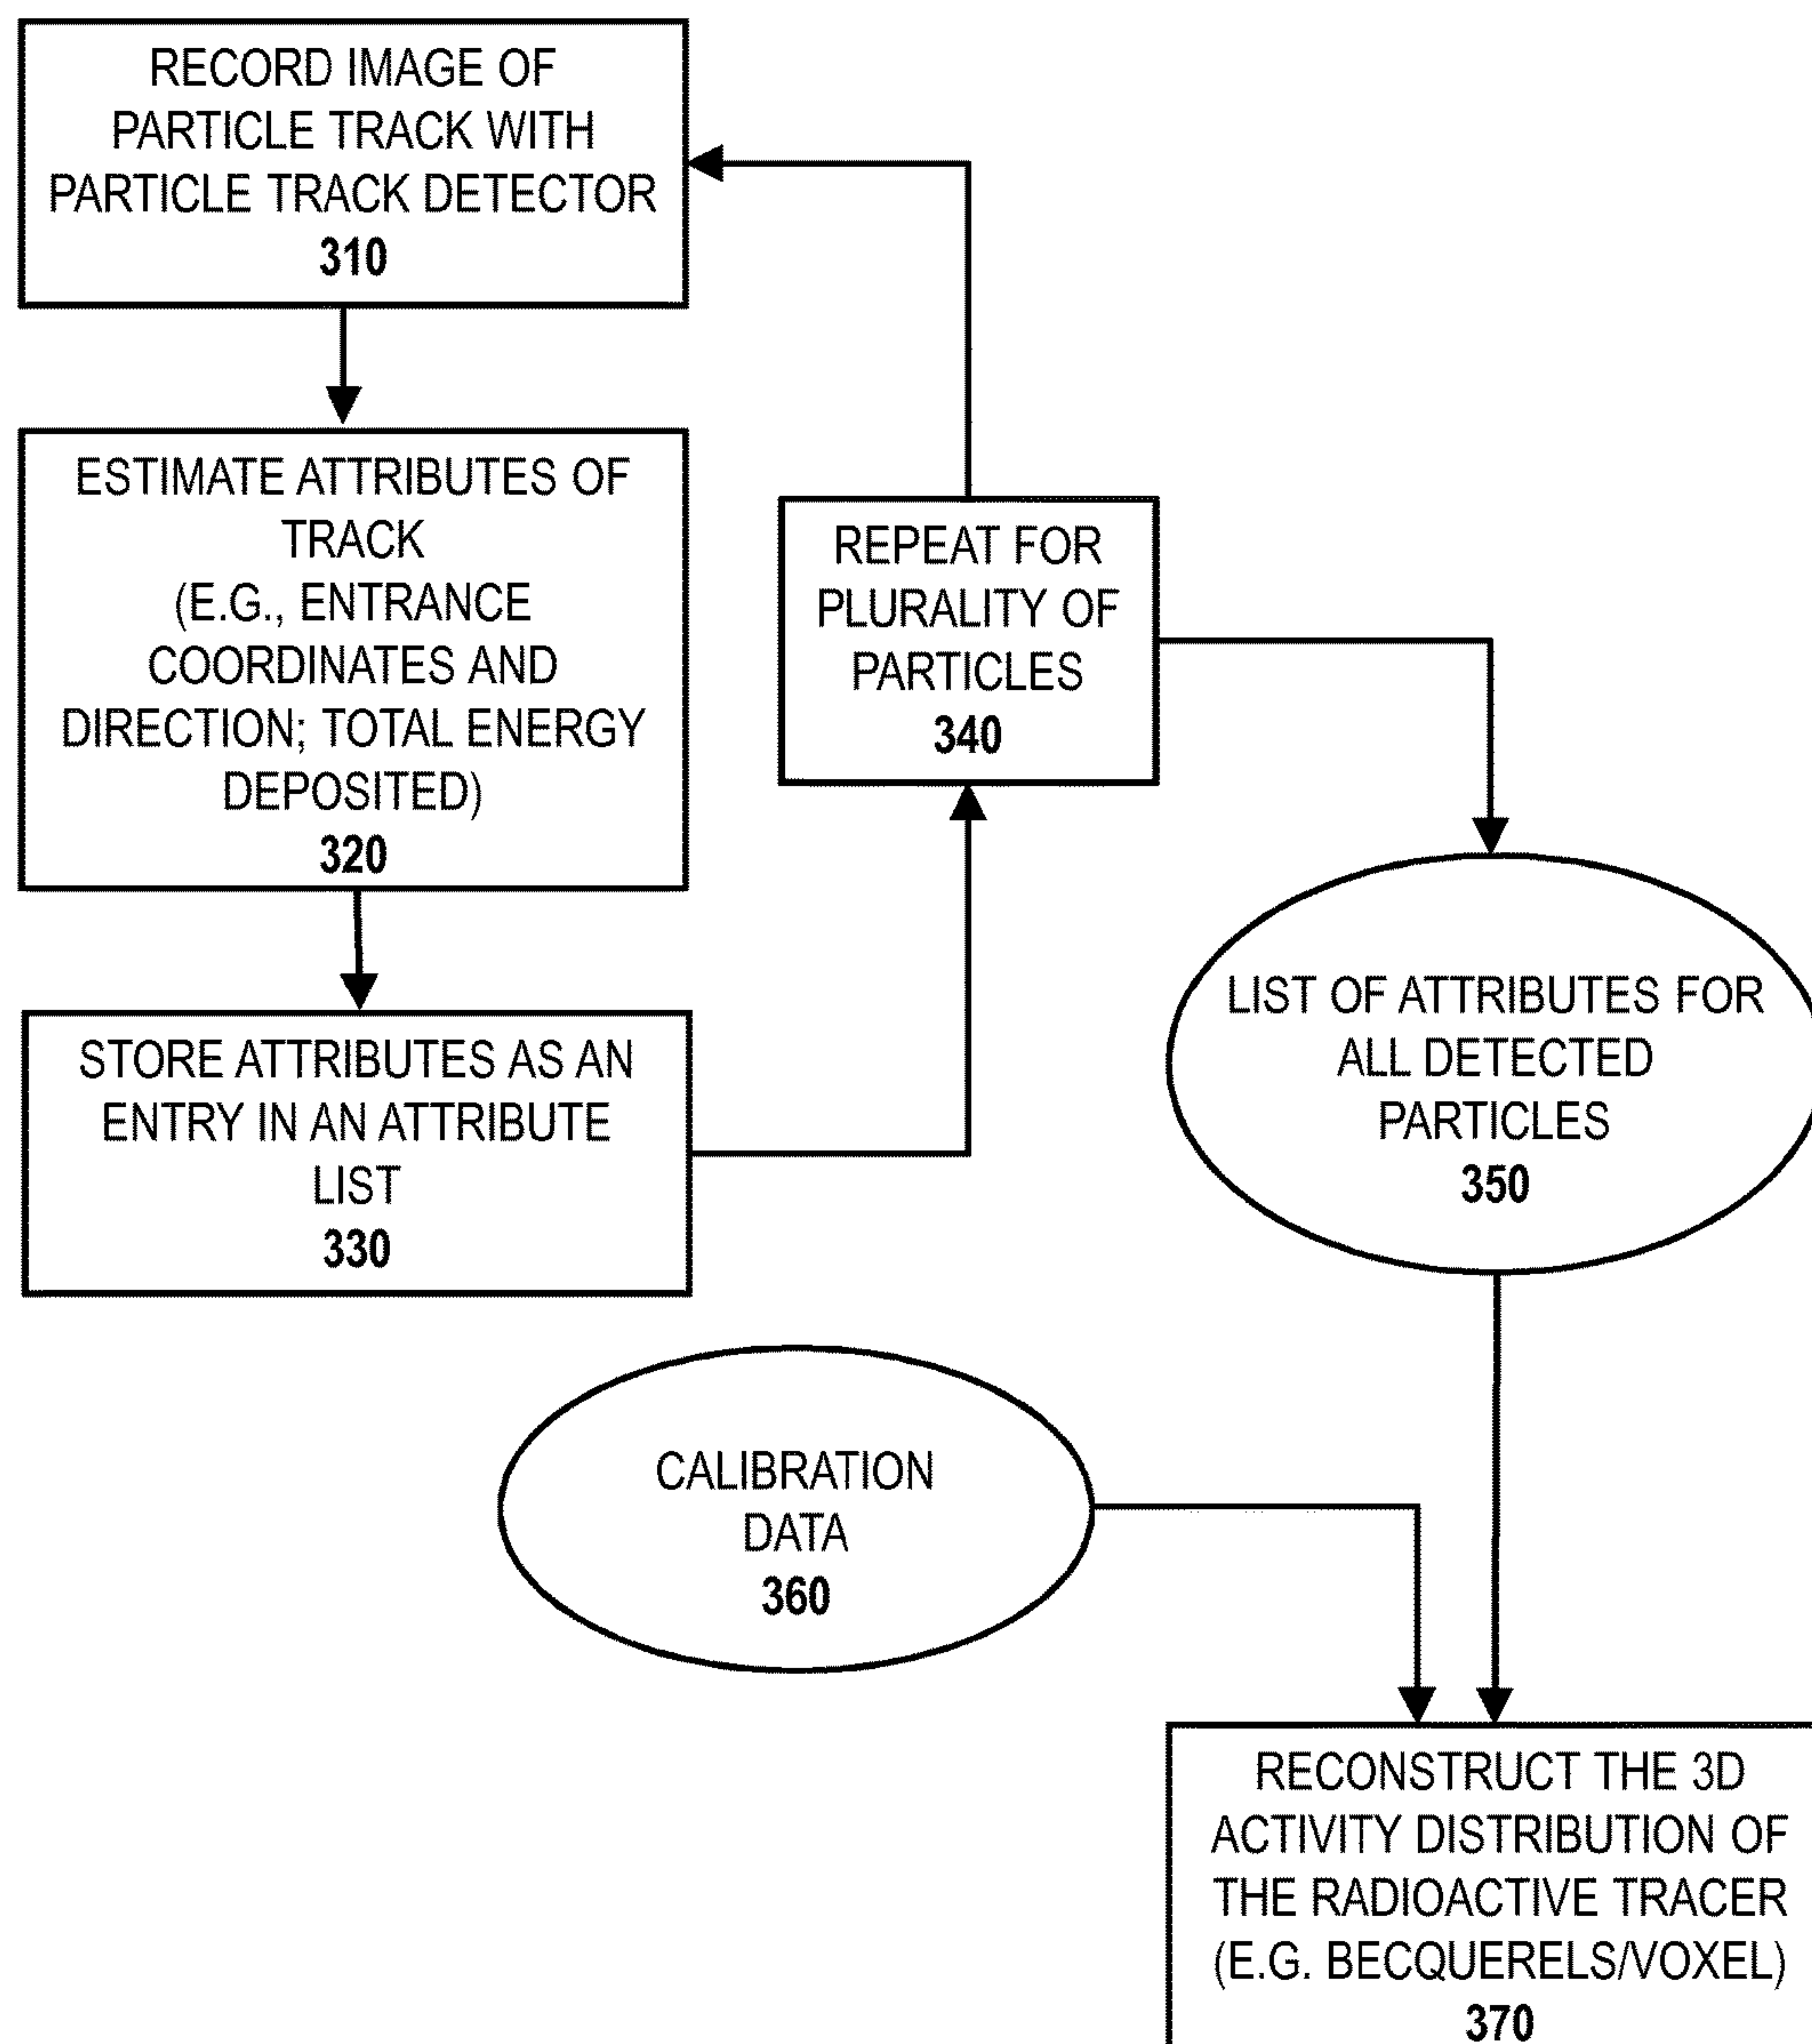 RECORD IMAGE OF
PARTICLE TRACK WITH
PARTICLE TRACK DETECTOR
310
ESTIMATE ATTRIBUTES OF
TRACK
(E.G., ENTRANCE
COORDINATES AND
DIRECTION; TOTAL ENERGY
DEPOSITED)
320
STORE ATTRIBUTES AS AN
ENTRY IN AN ATTRIBUTE
LIST
330
REPEAT FOR
PLURALITY OF
PARTICLES
340
LIST OF ATTRIBUTES FOR
ALL DETECTED
PARTICLES
350
CALIBRATION
DATA
360
RECONSTRUCT THE 3D
ACTIVITY DISTRIBUTION OF
THE RADIOACTIVE TRACER
(E.G. BECQUERELS/VOXEL)
370